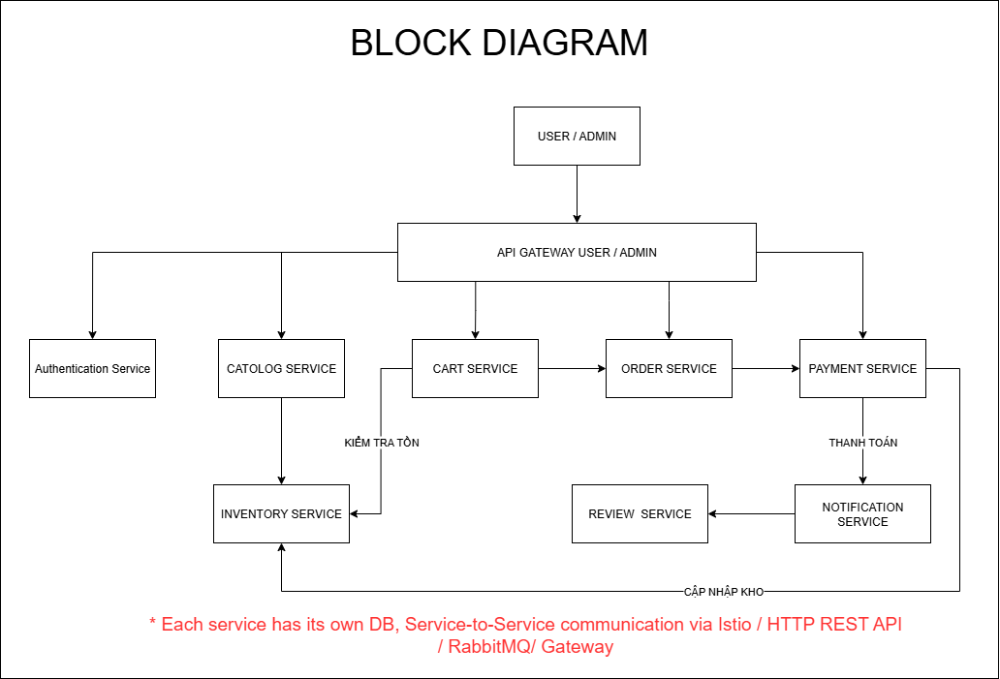 BLOCK DIAGRAM
USER / ADMIN
API GATEWAY USER / ADMIN
Authentication Service
CATOLOG SERVICE
CART SERVICE
ORDER SERVICE
PAYMENT SERVICE
KIỂM TRA TỒN
THANH TOÁN
INVENTORY SERVICE
REVIEW SERVICE
NOTIFICATION
SERVICE
CẬP NHẬP KHO
* Each service has its own DB, Service-to-Service communication via Istio / HTTP REST API
/ RabbitMQ/ Gateway